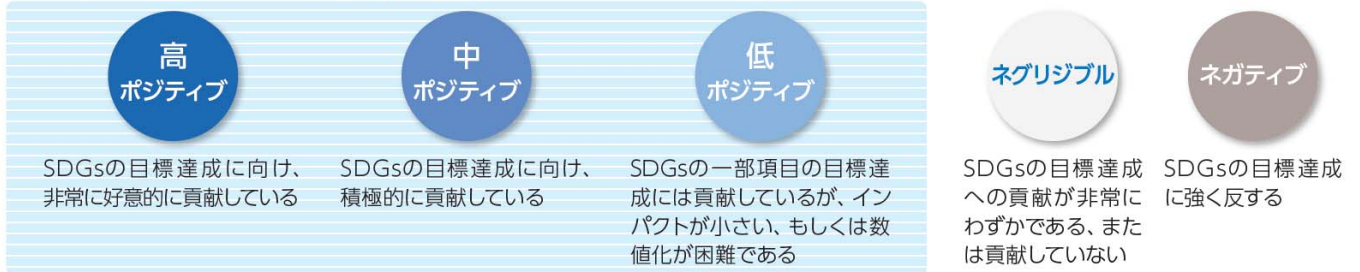 高
ポジティブ
SDGsの目標達成に向け、
非常に好意的に貢献している
中
ポジティブ
SDGsの目標達成に向け、
積極的に貢献している
低
ポジティブ
SDGsの一部項目の目標達
成には貢献しているが、イン
パクトが小さい、もしくは数
値化が困難である
ネグリジブル
SDGsの目標達成
への貢献が非常に
わずかである、また
は貢献していない
ネガティブ
SDGsの目標達成
に強く反する